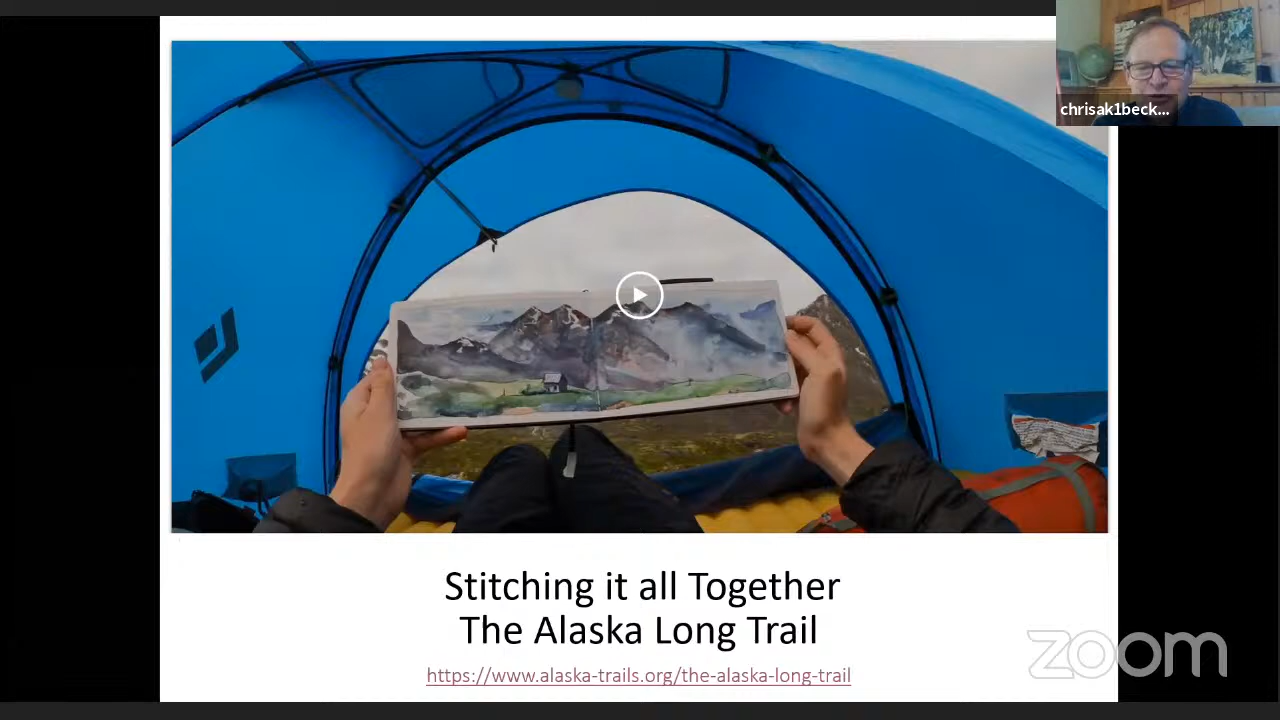 chrisak1beck...
Stitching it all Together
The Alaska Long Trail
https://www.alaska-trails.org/the-alaska-long-trail
zoom